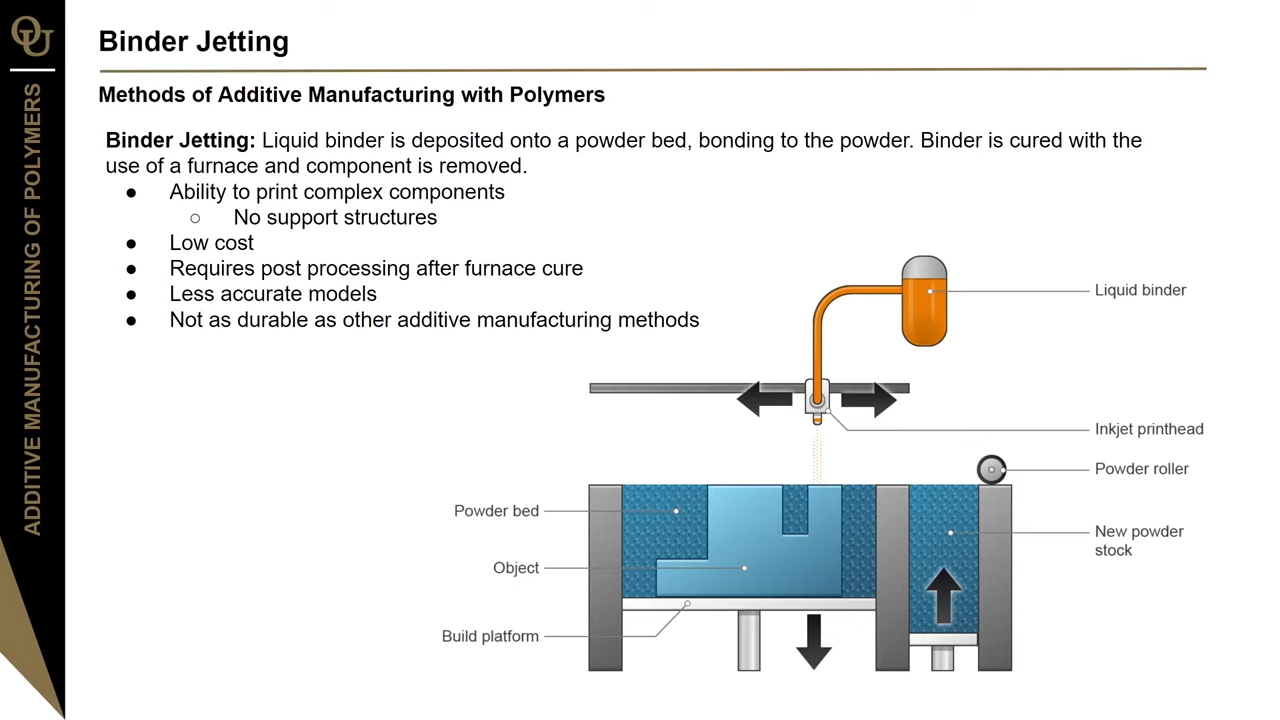 OU
ADDITIVE MANUFACTURING OF POLYMERS
Binder Jetting
Methods of Additive Manufacturing with Polymers
Binder Jetting: Liquid binder is deposited onto a powder bed, bonding to the powder. Binder is cured with the
use of a furnace and component is removed.
● Ability to print complex components
○ No support structures
● Low cost
● Requires post processing after furnace cure
● Less accurate models
● Not as durable as other additive manufacturing methods
Liquid binder
Inkjet printhead
Powder roller
Powder bed
New powder
stock
Object
Build platform